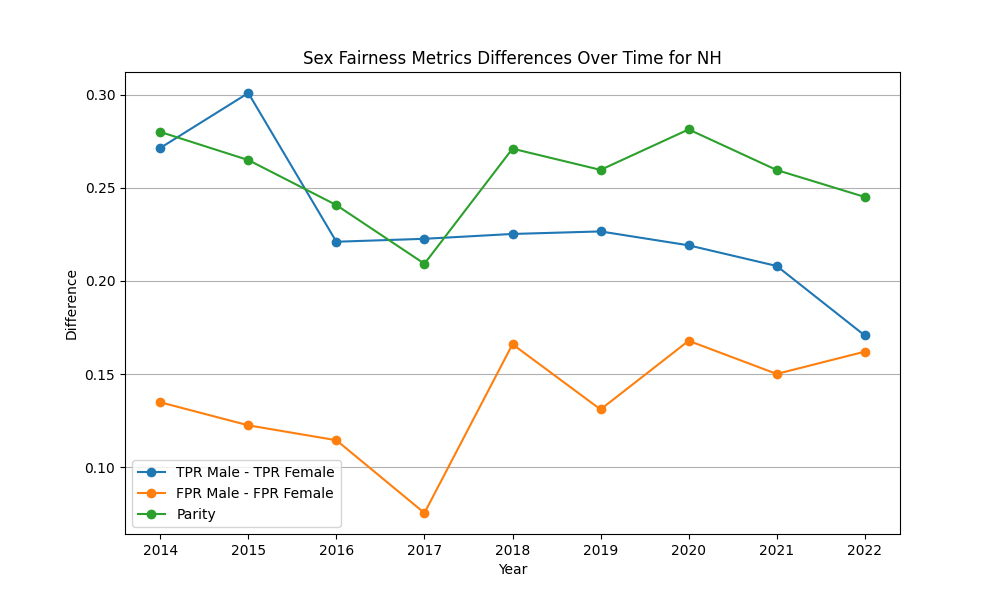 Sex Fairness Metrics Differences Over Time for NH
0.30
0.25
0.20
0.15
0.10
Difference
TPR Male - TPR Female
FPR Male - FPR Female
Parity
2014 2015 2016 2017 2018 2019 2020 2021 2022
Year